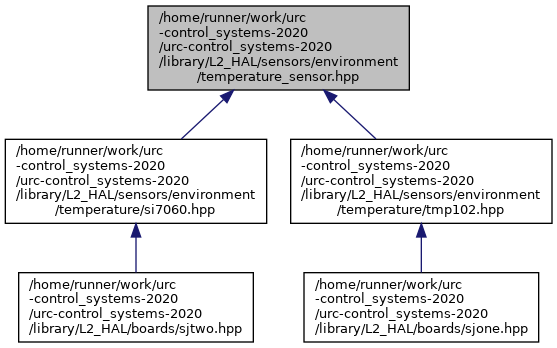 /home/runner/work/urc
-control_systems-2020
/urc-control_systems-2020
/library/L2_HAL/sensors/environment
/temperature_sensor.hpp
/home/runner/work/urc
-control_systems-2020
/urc-control_systems-2020
/library/L2_HAL/sensors/environment
/temperature/si7060.hpp
/home/runner/work/urc
-control_systems-2020
/urc-control_systems-2020
/library/L2_HAL/sensors/environment
/temperature/tmp102.hpp
/home/runner/work/urc
-control_systems-2020
/urc-control_systems-2020
/library/L2_HAL/boards/sjtwo.hpp
/home/runner/work/urc
-control_systems-2020
/urc-control_systems-2020
/library/L2_HAL/boards/sjone.hpp